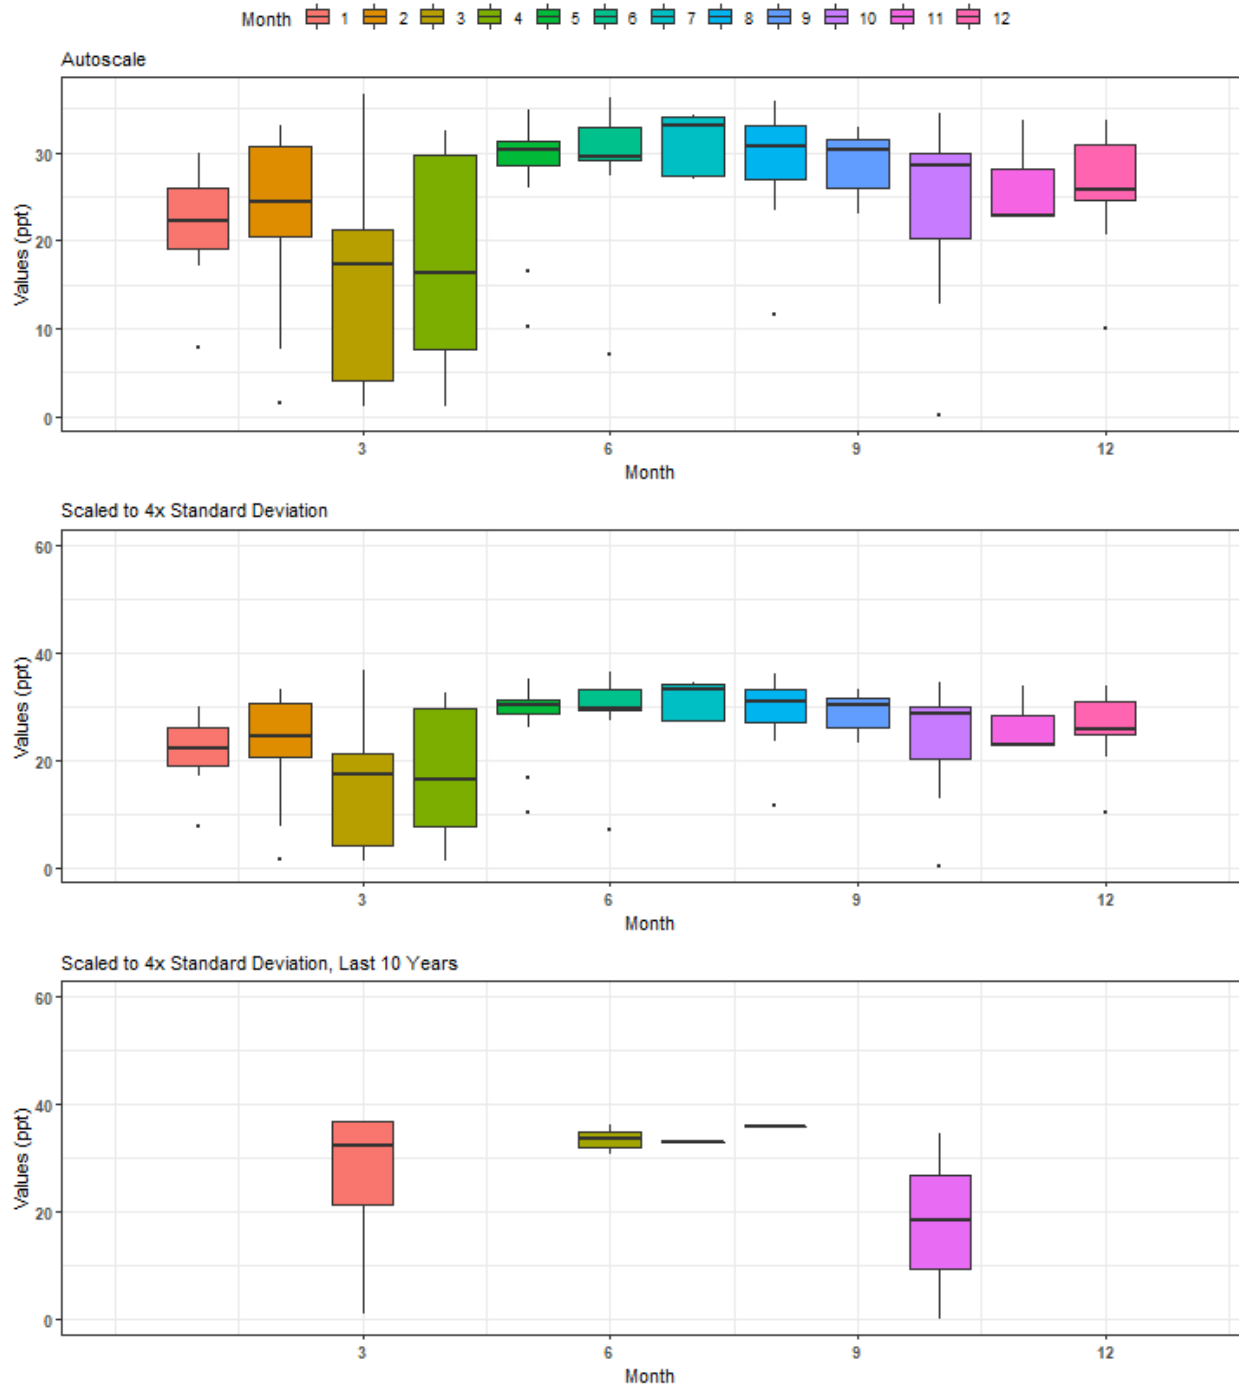 Month 1 2 3 4 5 6 7 8 9 10 11 12
Autoscale
Values (ppt)
30
20
10
0
3 6 9 12
Month
Scaled to 4x Standard Deviation
Values (ppt)
60
40
20
0
3 6 9 12
Month
Scaled to 4x Standard Deviation, Last 10 Years
Values (ppt)
60
40
20
0
3 6 9 12
Month